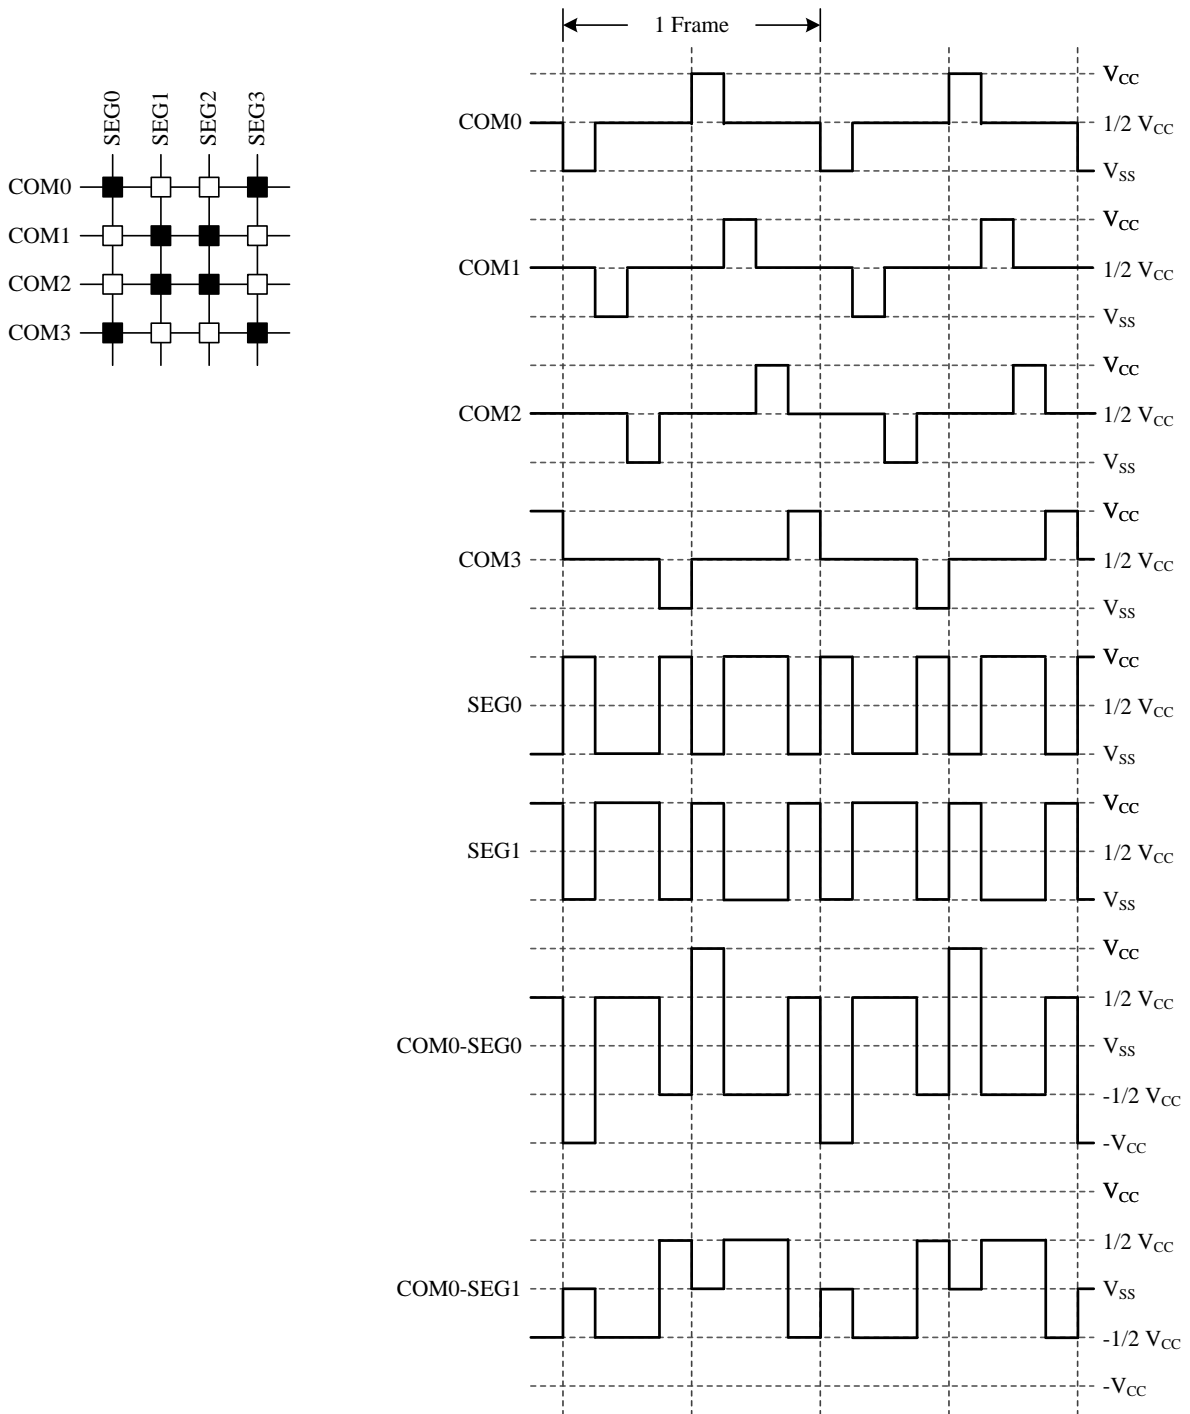 1 Frame
SEG0
SEG1
SEG2
SEG3
COM0
COM1
COM2
COM3
COM0
VCC
1/2 VCC
VSS
COM1
VCC
1/2 VCC
VSS
COM2
VCC
1/2 VCC
VSS
COM3
VCC
1/2 VCC
VSS
SEG0
VCC
1/2 VCC
VSS
SEG1
VCC
1/2 VCC
VSS
COM0-SEG0
VCC
1/2 VCC
VSS
-1/2 VCC
-VCC
COM0-SEG1
VCC
1/2 VCC
VSS
-1/2 VCC
-VCC